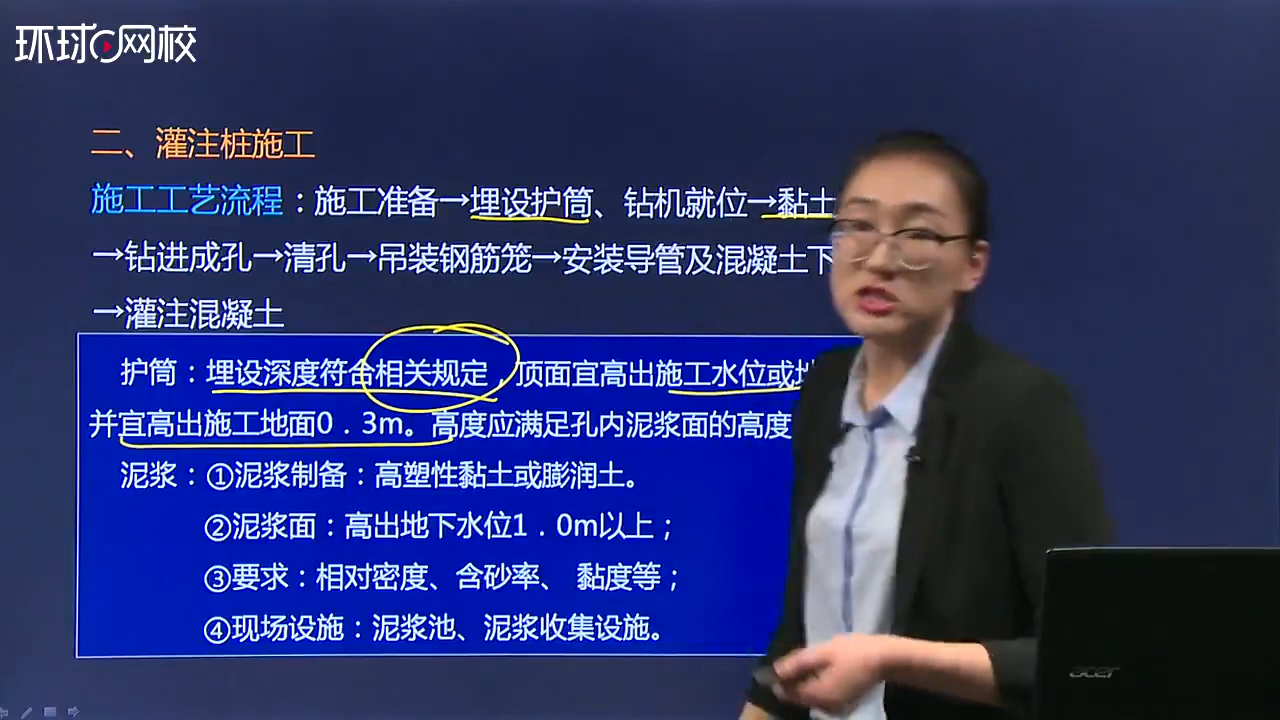 环球网校
二、灌注桩施工
施工工艺流程：施工准备→埋设护筒、钻机就位→黏土
→钻进成孔→清孔→吊装钢筋笼→安装导管及混凝土下
→灌注混凝土
护筒：埋设深度符合相关规定，顶面宜高出施工水位或地
并宜高出施工地面0．3m。高度应满足孔内泥浆面的高度
泥浆：①泥浆制备：高塑性黏土或膨润土。
②泥浆面：高出地下水位1．0m以上；
③要求：相对密度、含砂率、 黏度等；
④现场设施：泥浆池、泥浆收集设施。
acer